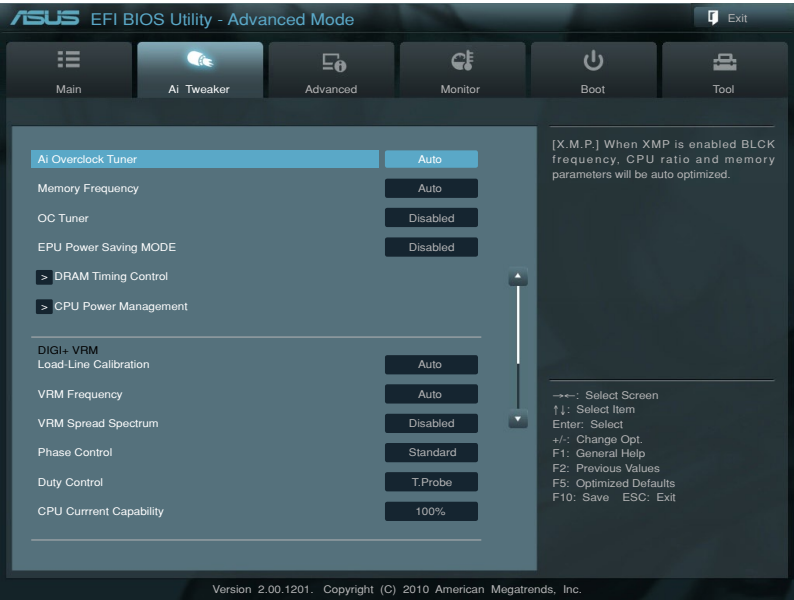 ASUS EFI BIOS Utility - Advanced Mode
Exit
Main
Ai Tweaker
Advanced
Monitor
Boot
Tool
Ai Overclock Tuner Auto
Memory Frequency Auto
OC Tuner Disabled
EPU Power Saving MODE Disabled
> DRAM Timing Control
> CPU Power Management
DIGI+ VRM
Load-Line Calibration Auto
VRM Frequency Auto
VRM Spread Spectrum Disabled
Phase Control Standard
Duty Control T.Probe
CPU Currrent Capability 100%
[X.M.P.] When XMP is enabled BLCK
frequency, CPU ratio and memory
parameters will be auto optimized.
→←: Select Screen
↑↓: Select Item
Enter: Select
+/-: Change Opt.
F1: General Help
F2: Previous Values
F5: Optimized Defaults
F10: Save ESC: Exit
Version 2.00.1201. Copyright (C) 2010 American Megatrends, Inc.